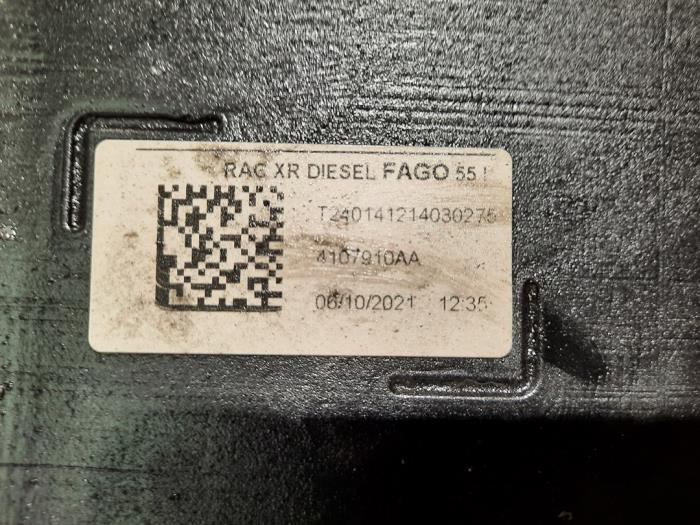 RAC XR DIESEL FAGO 55 l
T240141214030275
4107910AA
06/10/2021 12:35